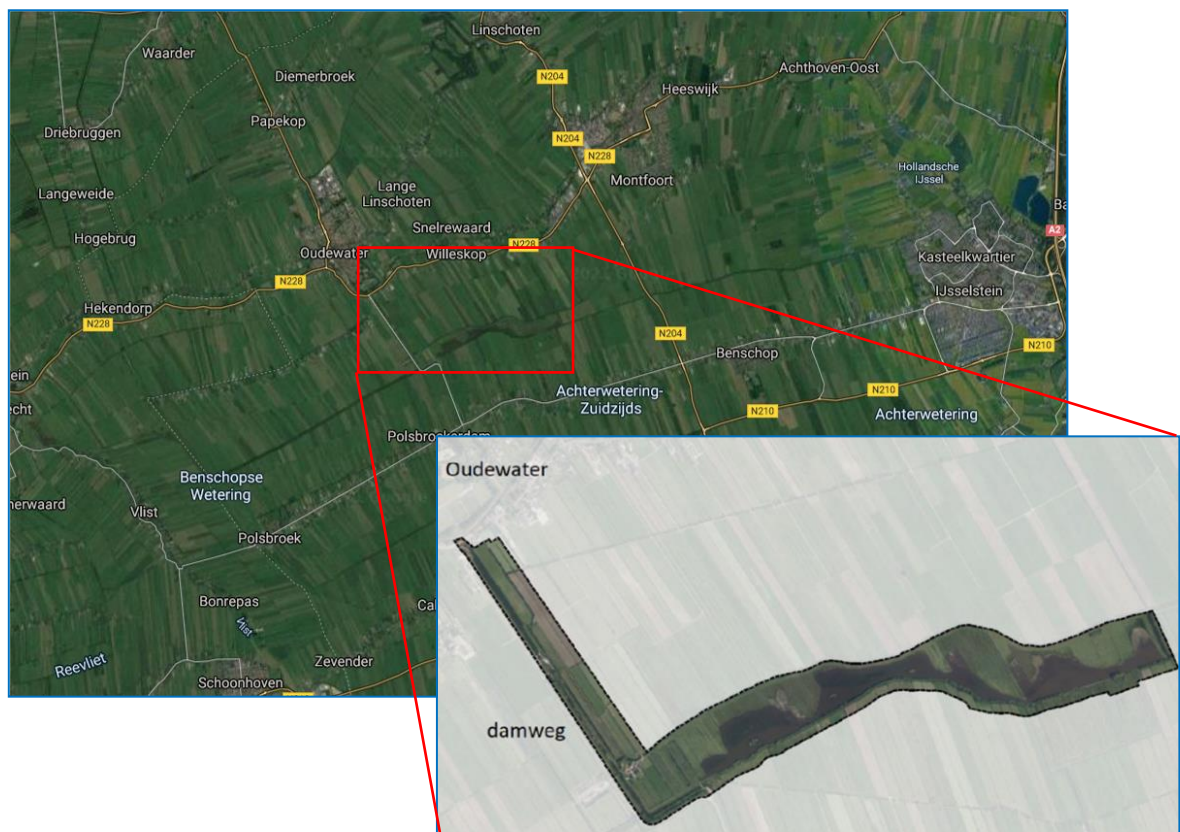 Linschoten
Waarder
Achthoven-Oost
Diemerbroek
N204
Heeswijk
Papekop
Driebruggen
N204
N228
Hollandsche
IJssel
Montfoort
Lange
Linschoten
Langeweide
Snelrewaard
A2
Hogebrug
N228
Oudewater
Willeskop
Kasteelkwartier
N228
IJsselstein
Hekendorp
N228
N204
N210
Benschop
Achterwetering-
Zuidzijds
N210
N210
Achterwetering
Benschopse
Wetering
Vlist
Polsbroek
Bonrepas
Vlist
Zevender
Reevliet
Schoonhoven
Oudewater
damweg